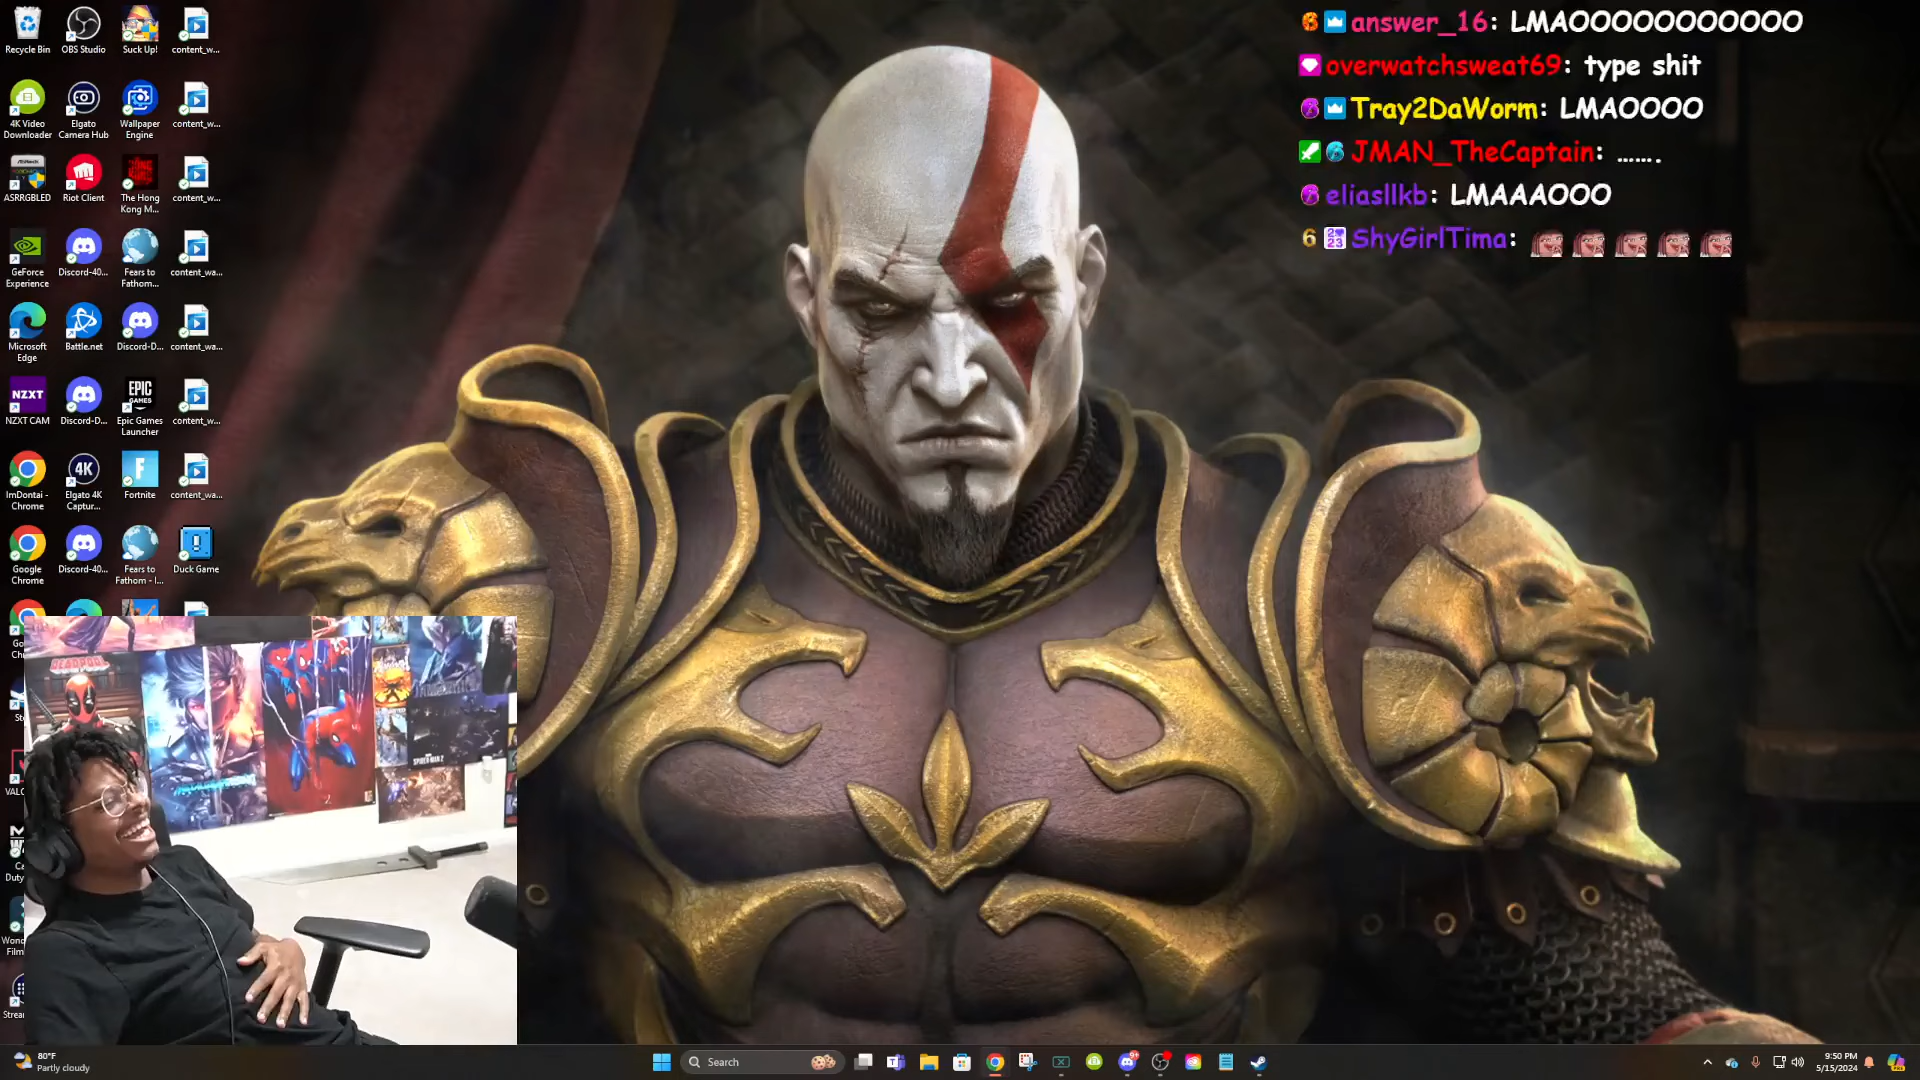 answer_16: LMAOOOOOOOOOOO
overwatchsweat69: type shit
Tray2DaWorm: LMAOOOO
JMAN_TheCaptain: .......
eliasllkb: LMAAAOOO
6 ShyGirlTima:
Recycle Bin
OBS Studio
Suck Up!
content_w...
4K Video Downloader
Elgato Camera Hub
Wallpaper Engine
content_w...
ASRRGBLED
Riot Client
The Hong Kong M...
content_w...
GeForce Experience
Discord-40...
Fears to Fathom...
content_wa...
Microsoft Edge
Battle.net
Discord-D...
content_wa...
NZXT
NZXT CAM
Discord-D...
EPIC GAMES
Epic Games Launcher
content_w...
ImDontai - Chrome
4K
Elgato 4K Captur...
Fortnite
content_wa...
Google Chrome
Discord-40...
Fears to Fathom - I...
Duck Game
DEADPOOL
80°F
Partly cloudy
Search
9:50 PM
5/15/2024